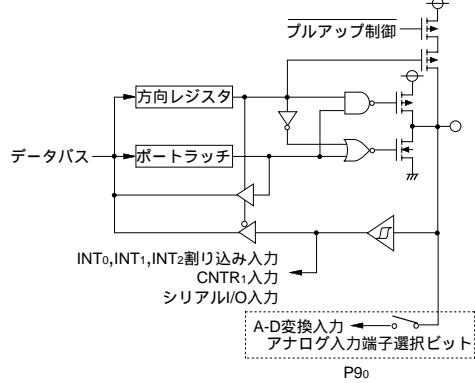 プルアップ制御
方向レジスタ
データバス
ポートラッチ
INT0,INT1,INT2割り込み入力
CNTR1入力
シリアルI/O入力
A-D変換入力
アナログ入力端子選択ビット
P90